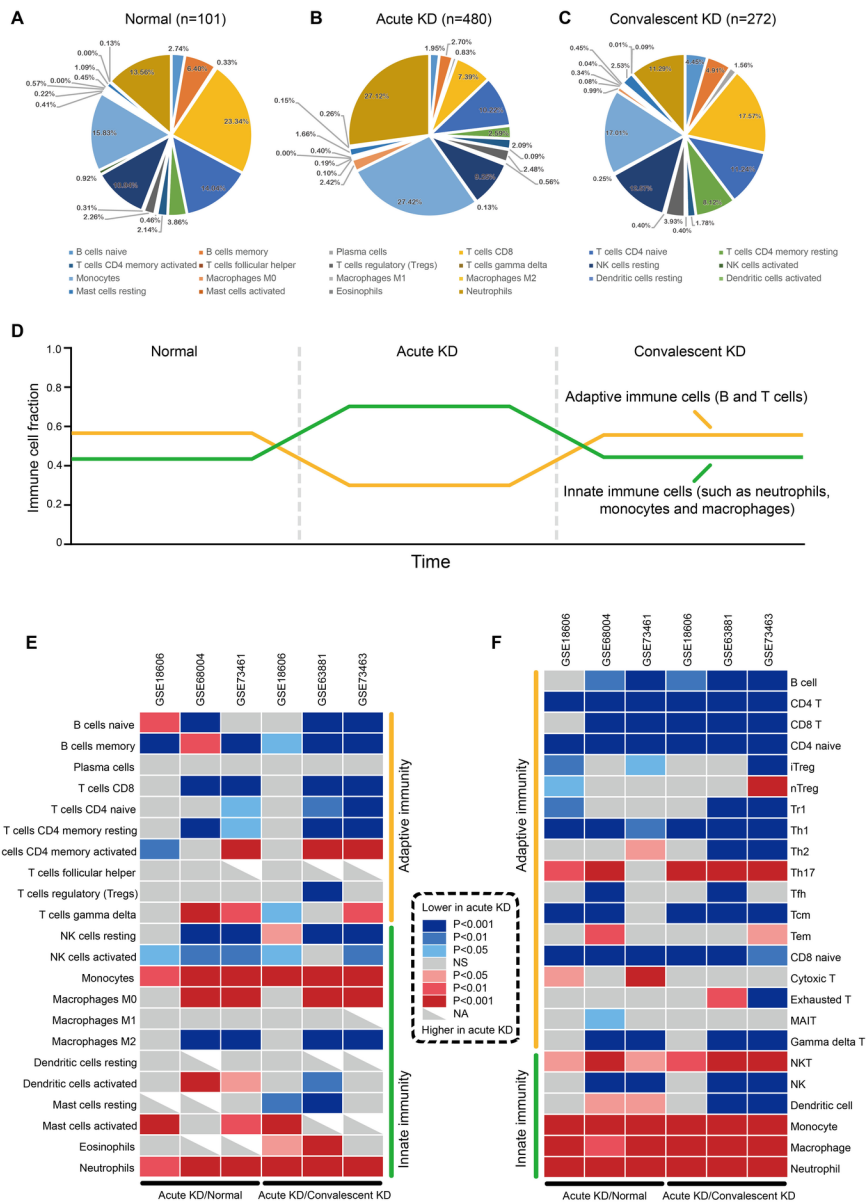 A
Normal (n=101)
0.13%
0.00%
1.09%
0.00%
0.45%
0.57%
0.22%
0.41%
13.56%
2.74%
6.40%
0.33%
23.34%
15.83%
0.92%
0.31%
2.26%
0.46%
2.14%
3.86%
B
Acute KD (n=480)
1.95%
2.70%
0.83%
7.39%
27.12%
0.15%
0.26%
1.66%
0.40%
0.00%
0.19%
0.10%
2.42%
27.42%
2.59%
2.09%
0.09%
2.48%
0.56%
0.13%
C
Convalescent KD (n=272)
0.01%
0.09%
0.45%
2.53%
0.04%
0.34%
0.08%
0.99%
11.29%
4.45%
4.91%
1.56%
17.57%
17.01%
0.25%
0.40%
3.93%
0.40%
1.78%
8.12%
B cells naive
B cells memory
Plasma cells
T cells CD8
T cells CD4 naive
T cells CD4 memory resting
T cells CD4 memory activated
T cells follicular helper
T cells regulatory (Tregs)
T cells gamma delta
NK cells resting
NK cells activated
Monocytes
Macrophages M0
Macrophages M1
Macrophages M2
Dendritic cells resting
Dendritic cells activated
Mast cells resting
Mast cells activated
Eosinophils
Neutrophils
D
Normal
Acute KD
Convalescent KD
1.0
0.8
0.6
0.4
0.2
0
Immune cell fraction
Adaptive immune cells (B and T cells)
Innate immune cells (such as neutrophils,
monocytes and macrophages)
Time
E
GSE18606
GSE68004
GSE73461
GSE18606
GSE63881
GSE73463
B cells naive
B cells memory
Plasma cells
T cells CD8
T cells CD4 naive
T cells CD4 memory resting
cells CD4 memory activated
T cells follicular helper
T cells regulatory (Tregs)
T cells gamma delta
NK cells resting
NK cells activated
Monocytes
Macrophages M0
Macrophages M1
Macrophages M2
Dendritic cells resting
Dendritic cells activated
Mast cells resting
Mast cells activated
Eosinophils
Neutrophils
Adaptive immunity
Innate immunity
Acute KD/Normal
Acute KD/Convalescent KD
Lower in acute KD
P<0.001
P<0.01
P<0.05
NS
P<0.05
P<0.01
P<0.001
NA
Higher in acute KD
F
GSE18606
GSE68004
GSE73461
GSE18606
GSE63881
GSE73463
Adaptive immunity
Innate immunity
B cell
CD4 T
CD8 T
CD4 naive
iTreg
nTreg
Tr1
Th1
Th2
Th17
Tfh
Tcm
Tem
CD8 naive
Cytoxic T
Exhausted T
MAIT
Gamma delta T
NKT
NK
Dendritic cell
Monocyte
Macrophage
Neutrophil
Acute KD/Normal
Acute KD/Convalescent KD